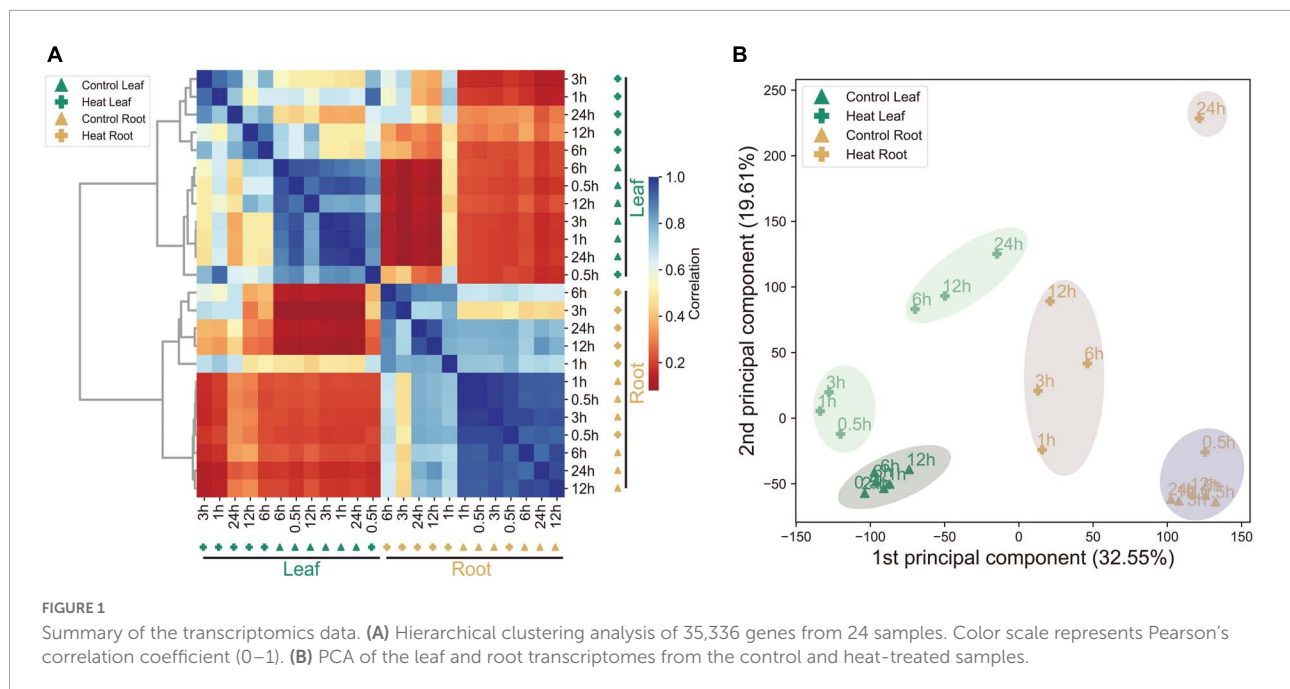 A
Control Leaf
Heat Leaf
Control Root
Heat Root
3h
1h
24h
12h
6h
6h
0.5h
12h
3h
1h
24h
0.5h
6h
3h
24h
12h
1h
1h
0.5h
3h
0.5h
6h
24h
12h
Leaf
Root
1.0
0.8
0.6
0.4
0.2
Correlation
3h
1h
24h
12h
6h
6h
0.5h
12h
3h
1h
24h
0.5h
6h
3h
24h
12h
1h
1h
0.5h
3h
0.5h
6h
24h
12h
Leaf
Root
B
Control Leaf
Heat Leaf
Control Root
Heat Root
250
200
150
100
50
0
−50
2nd principal component (19.61%)
24h
24h
12h
6h
12h
6h
3h
3h
1h
0.5h
1h
0.5h
6h
12h
−150
−100
−50
0
50
100
150
1st principal component (32.55%)
FIGURE 1
Summary of the transcriptomics data. (A) Hierarchical clustering analysis of 35,336 genes from 24 samples. Color scale represents Pearson’s
correlation coefficient (0–1). (B) PCA of the leaf and root transcriptomes from the control and heat-treated samples.